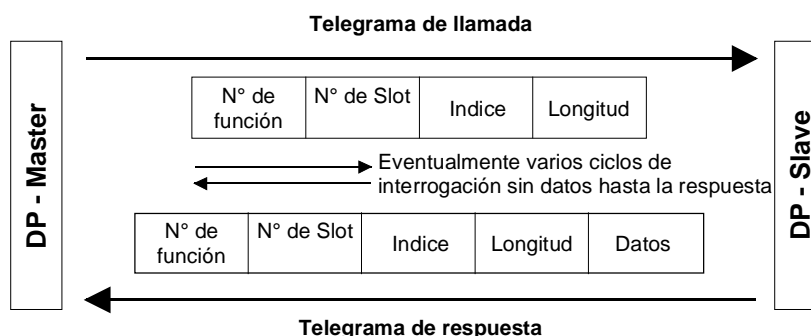 Telegrama de llamada
DP - Master
N° de función
N° de Slot
Indice
Longitud
DP - Slave
Eventualmente varios ciclos de
interrogación sin datos hasta la respuesta
N° de función
N° de Slot
Indice
Longitud
Datos
Telegrama de respuesta